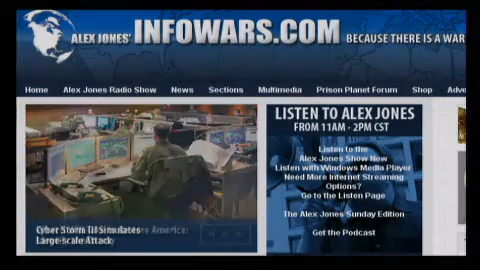 ALEX JONES' INFOWARS.COM BECAUSE THERE IS A WAR
Home Alex Jones Radio Show News Sections Multimedia Prison Planet Forum Shop Adve
LISTEN TO ALEX JONES
FROM 11AM - 2PM CST
Listen to the
Alex Jones Show Now
Listen with Windows Media Player
Need More Internet Streaming
Options?
Go to the Listen Page
The Alex Jones Sunday Edition
Get the Podcast
Cyber Storm III Simulates
Large-scale Attack
America: